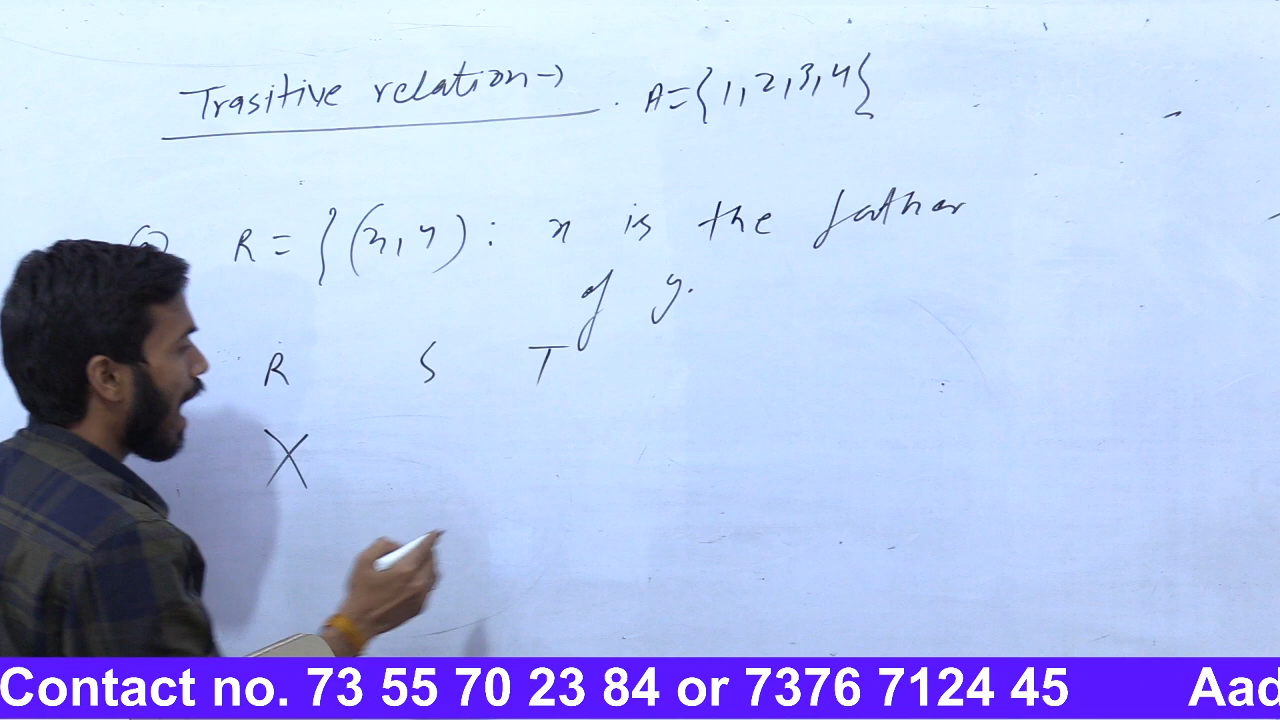 Trasitive relation→ A={1,2,3,4}
R={(x,y): x is the father
of y.
R S T
X
Contact no. 73 55 70 23 84 or 7376 7124 45 Aad